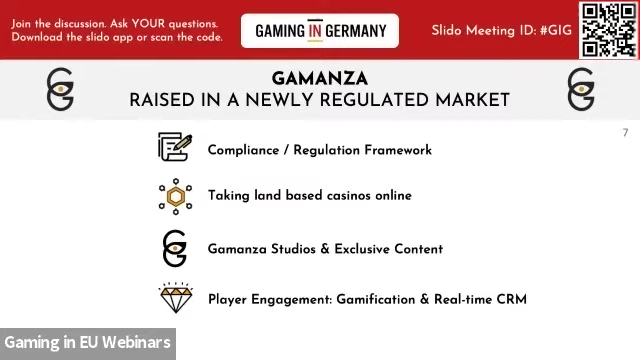 Join the discussion. Ask YOUR questions.
Download the slido app or scan the code.
GAMING IN GERMANY
Slido Meeting ID: #GIG
GAMANZA
RAISED IN A NEWLY REGULATED MARKET
7
Compliance / Regulation Framework
Taking land based casinos online
Gamanza Studios & Exclusive Content
Player Engagement: Gamification & Real-time CRM
Gaming in EU Webinars